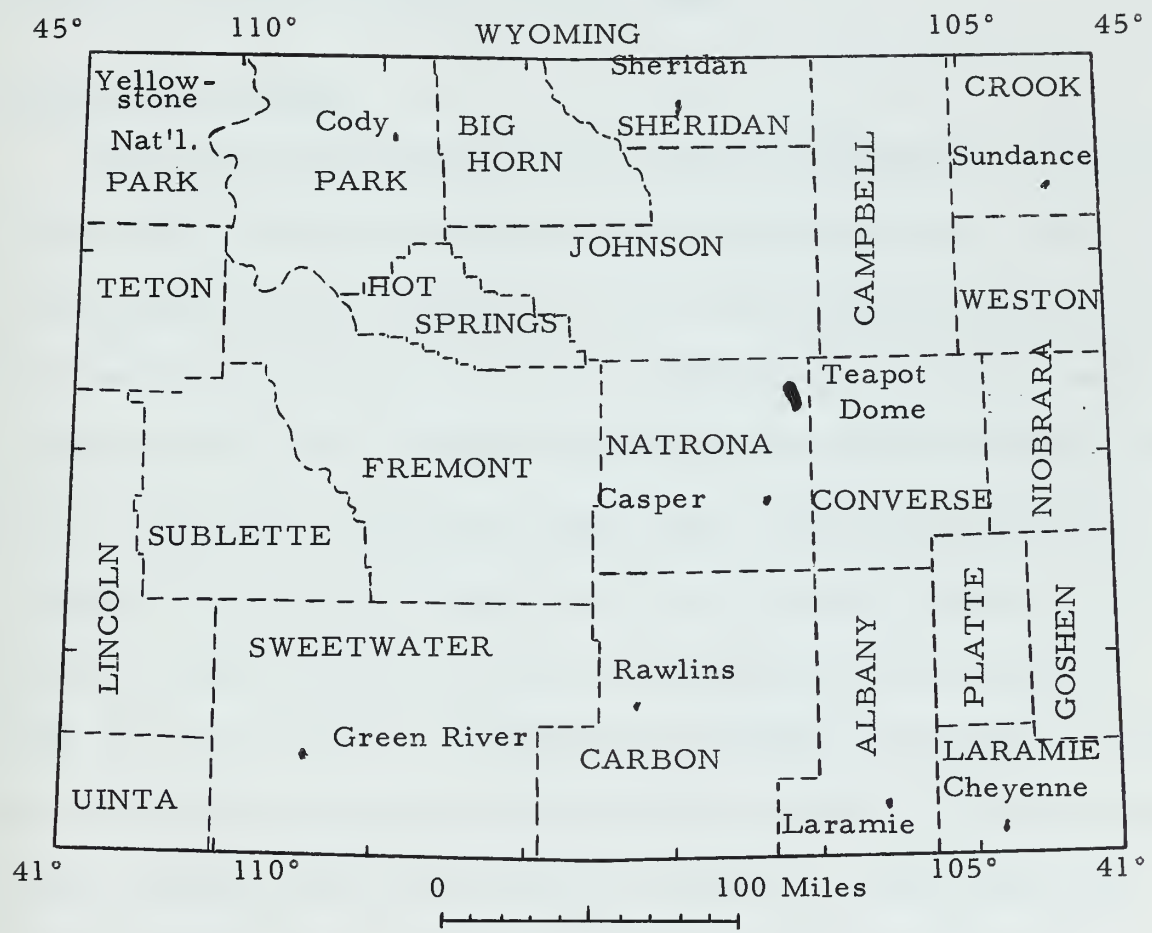 45° 110° WYOMING 105° 45°
Yellow-
stone
Nat'l.
PARK
Cody
PARK
BIG
HORN
Sheridan
SHERIDAN
JOHNSON
CAMPBELL
CROOK
Sundance
WESTON
TETON
HOT
SPRINGS
Teapot
Dome
NIOBRARA
NATRONA
Casper
CONVERSE
FREMONT
SUBLETTE
LINCOLN
SWEETWATER
Green River
Rawlins
CARBON
ALBANY
Laramie
PLATTE
GOSHEN
LARAMIE
Cheyenne
UINTA
41° 110° 105° 41°
0 100 Miles